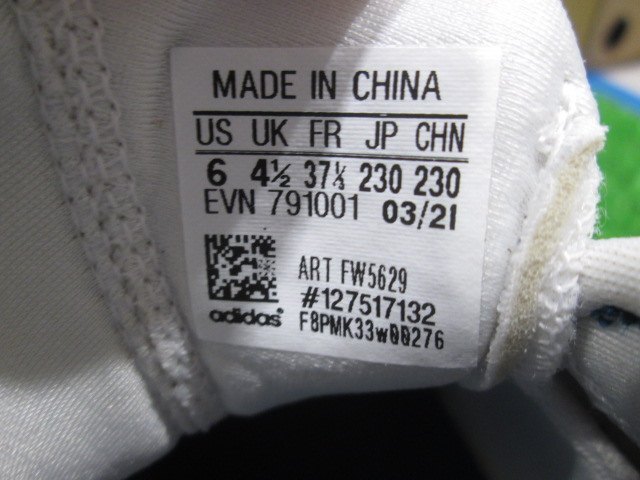 MADE IN CHINA
US UK FR JP CHN
6 4½ 37⅓ 230 230
EVN 791001 03/21
ART FW5629
#127517132
adidas F8PMK33w00276